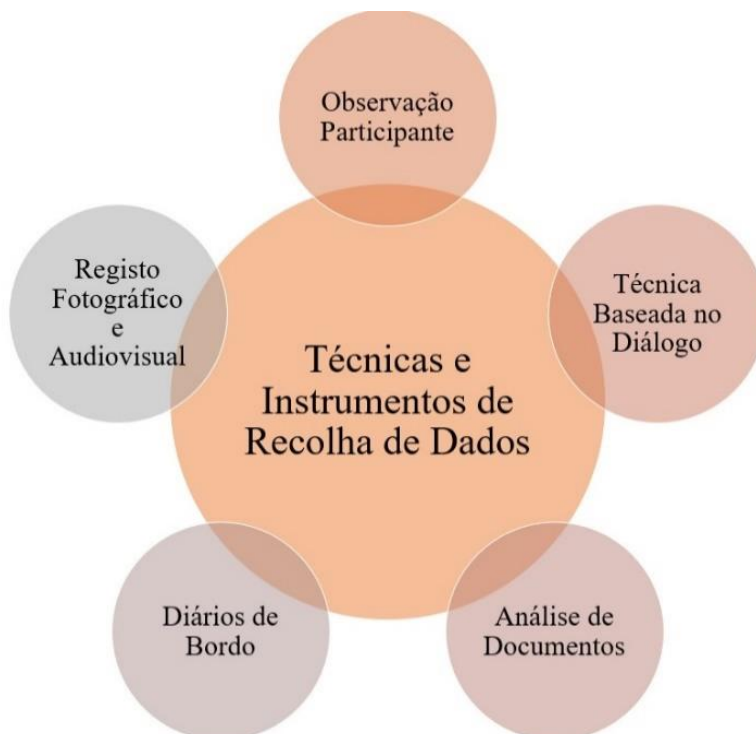 Observação
Participante
Registo
Fotográfico
e
Audiovisual
Técnica
Baseada no
Diálogo
Técnicas e
Instrumentos de
Recolha de Dados
Diários de
Bordo
Análise de
Documentos